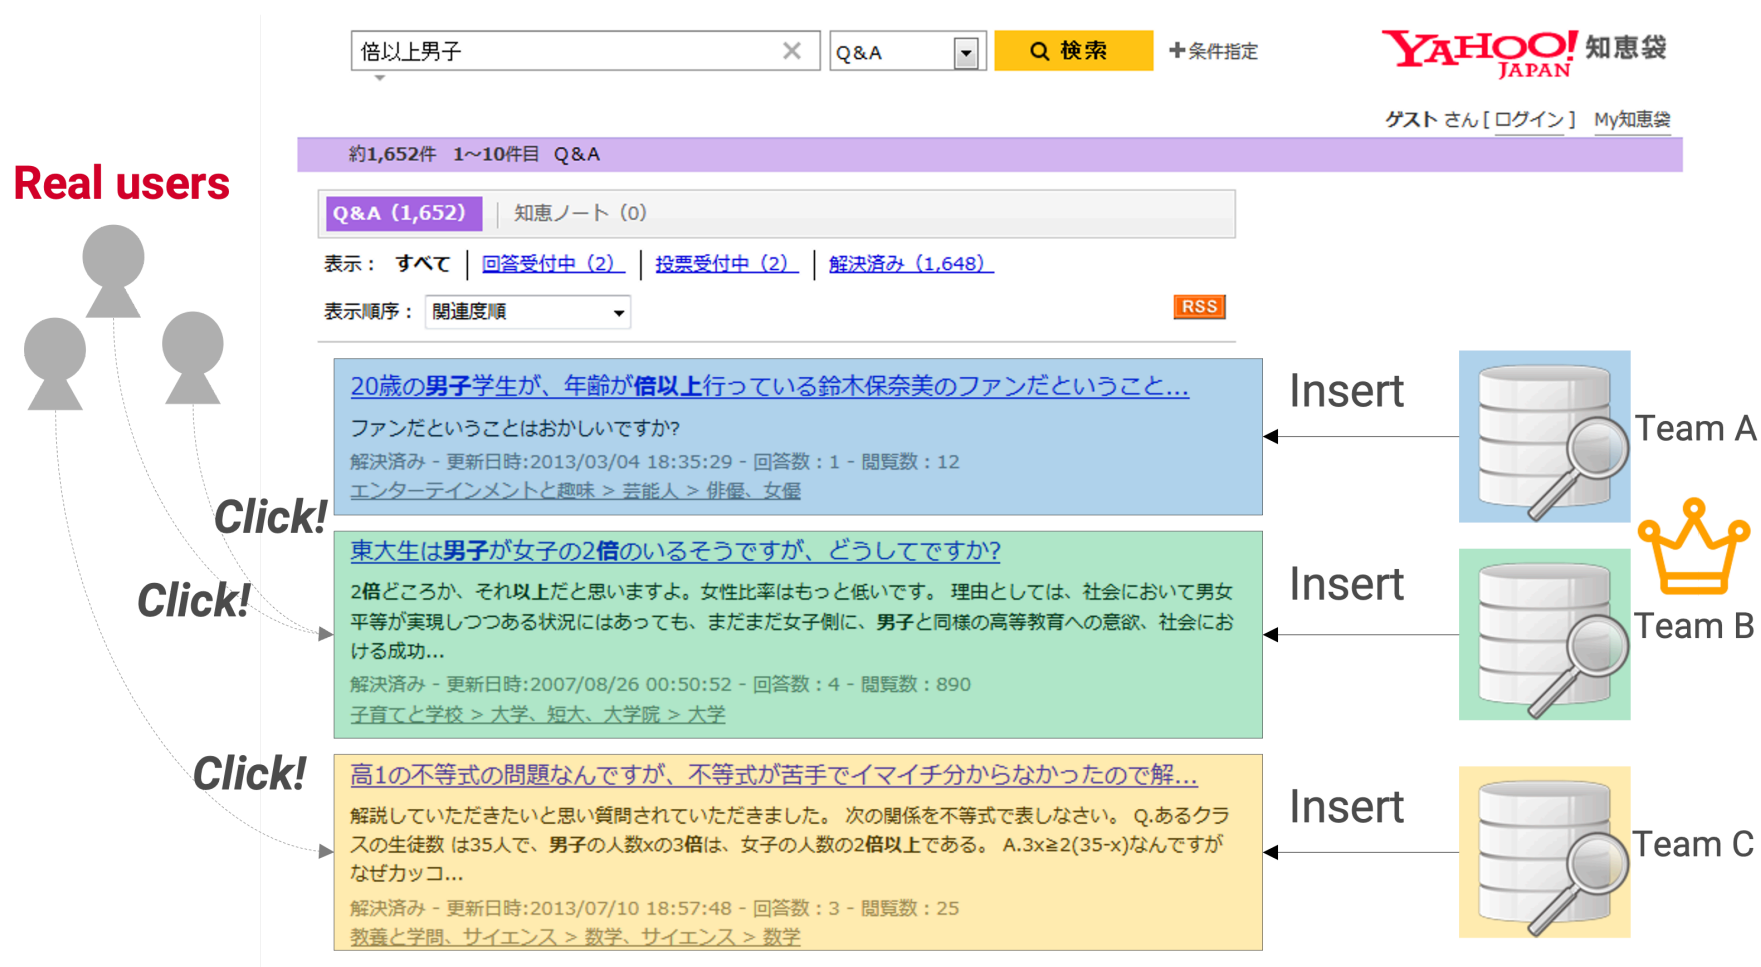 倍以上男子
Q&A
検索
+条件指定
YAHOO! 知恵袋
JAPAN
ゲスト さん [ ログイン ] My知恵袋
約1,652件 1～10件目 Q&A
Real users
Q&A（1,652）
知恵ノート（0）
表示： すべて 回答受付中（2） 投票受付中（2） 解決済み（1,648）
表示順序： 関連度順
RSS
20歳の男子学生が、年齢が倍以上行っている鈴木保奈美のファンだということ...
ファンだということはおかしいですか?
解決済み - 更新日時:2013/03/04 18:35:29 - 回答数：1 - 閲覧数：12
エンターテインメントと趣味 > 芸能人 > 俳優、女優
Insert
Team A
Click!
東大生は男子が女子の2倍のいるそうですが、どうしてですか?
2倍どころか、それ以上だと思いますよ。女性比率はもっと低いです。 理由としては、社会において男女
平等が実現しつつある状況にはあっても、まだまだ女子側に、男子と同様の高等教育への意欲、社会にお
ける成功...
解決済み - 更新日時:2007/08/26 00:50:52 - 回答数：4 - 閲覧数：890
子育てと学校 > 大学、短大、大学院 > 大学
Insert
Team B
Click!
Click!
高1の不等式の問題なんですが、不等式が苦手でイマイチ分からなかったので解...
解説していただきたいと思い質問されていただきました。 次の関係を不等式で表しなさい。 Q.あるクラ
スの生徒数 は35人で、男子の人数xの3倍は、女子の人数の2倍以上である。 A.3x≧2(35-x)なんですが
なぜカッコ...
解決済み - 更新日時:2013/07/10 18:57:48 - 回答数：3 - 閲覧数：25
教養と学問、サイエンス > 数学、サイエンス > 数学
Insert
Team C